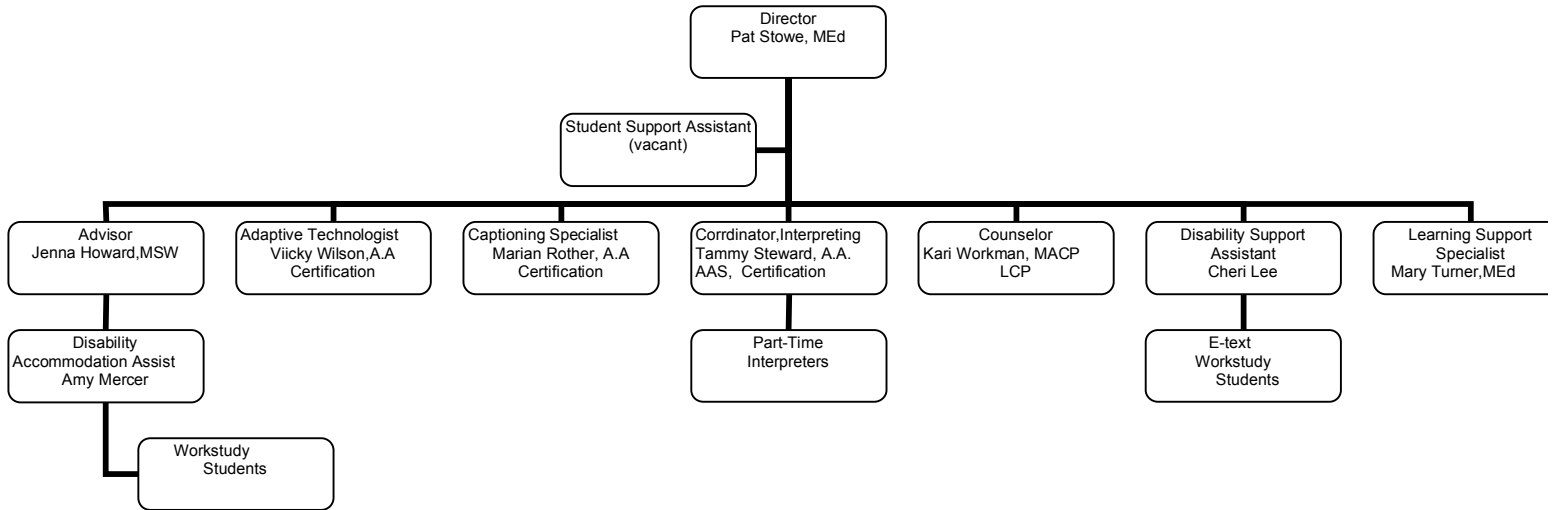 Director
Pat Stowe, MEd
Student Support Assistant
(vacant)
Advisor
Jenna Howard,MSW
Adaptive Technologist
Viicky Wilson,A.A
Certification
Captioning Specialist
Marian Rother, A.A
Certification
Corrdinator,Interpreting
Tammy Steward, A.A.
AAS, Certification
Counselor
Kari Workman, MACP
LCP
Disability Support
Assistant
Cheri Lee
Learning Support
Specialist
Mary Turner,MEd
Disability
Accommodation Assist
Amy Mercer
Part-Time
Interpreters
E-text
Workstudy
Students
Workstudy
Students